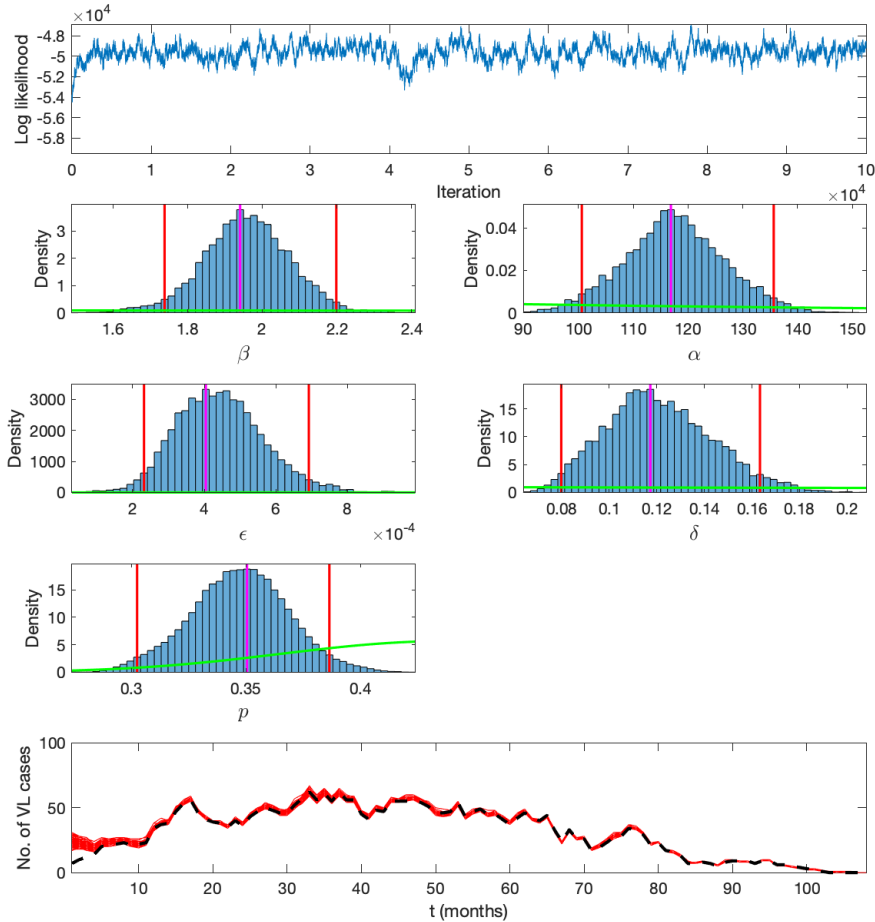 ×10⁴
Log likelihood
-4.8
-5
-5.2
-5.4
-5.6
-5.8
0 1 2 3 4 5 6 7 8 9 10
Iteration
×10⁴
Density
3
2
1
0
1.6 1.8 2 2.2 2.4
β
Density
0.04
0.02
0
90 100 110 120 130 140 150
α
Density
3000
2000
1000
0
2 4 6 8
×10⁻⁴
ϵ
Density
15
10
5
0
0.08 0.1 0.12 0.14 0.16 0.18 0.2
δ
Density
15
10
5
0
0.3 0.35 0.4
p
No. of VL cases
100
50
0
10 20 30 40 50 60 70 80 90 100
t (months)